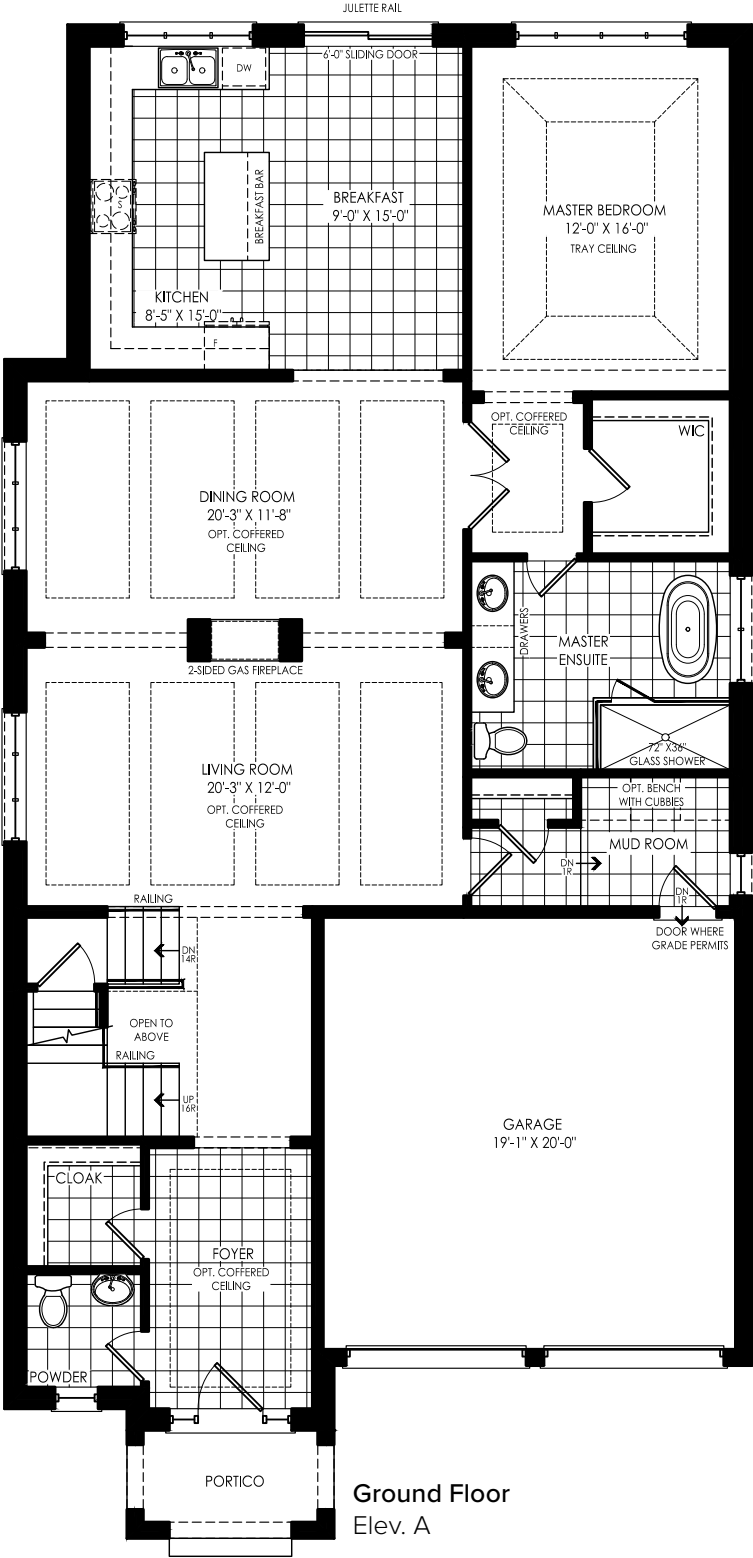 JULETTE RAIL
6'-0" SLIDING DOOR
DW
S
BREAKFAST BAR
BREAKFAST
9'-0" X 15'-0"
MASTER BEDROOM
12'-0" X 16'-0"
TRAY CEILING
KITCHEN
8'-5" X 15'-0"
F
OPT. COFFERED
CEILING
WIC
DINING ROOM
20'-3" X 11'-8"
OPT. COFFERED
CEILING
DRAWERS
MASTER
ENSUITE
2-SIDED GAS FIREPLACE
72" X36"
GLASS SHOWER
LIVING ROOM
20'-3" X 12'-0"
OPT. COFFERED
CEILING
OPT. BENCH
WITH CUBBIES
MUD ROOM
DN
1R
DN
1R
DOOR WHERE
GRADE PERMITS
RAILING
DN
14R
OPEN TO
ABOVE
RAILING
UP
16R
GARAGE
19'-1" X 20'-0"
CLOAK
FOYER
OPT. COFFERED
CEILING
POWDER
PORTICO
Ground Floor
Elev. A